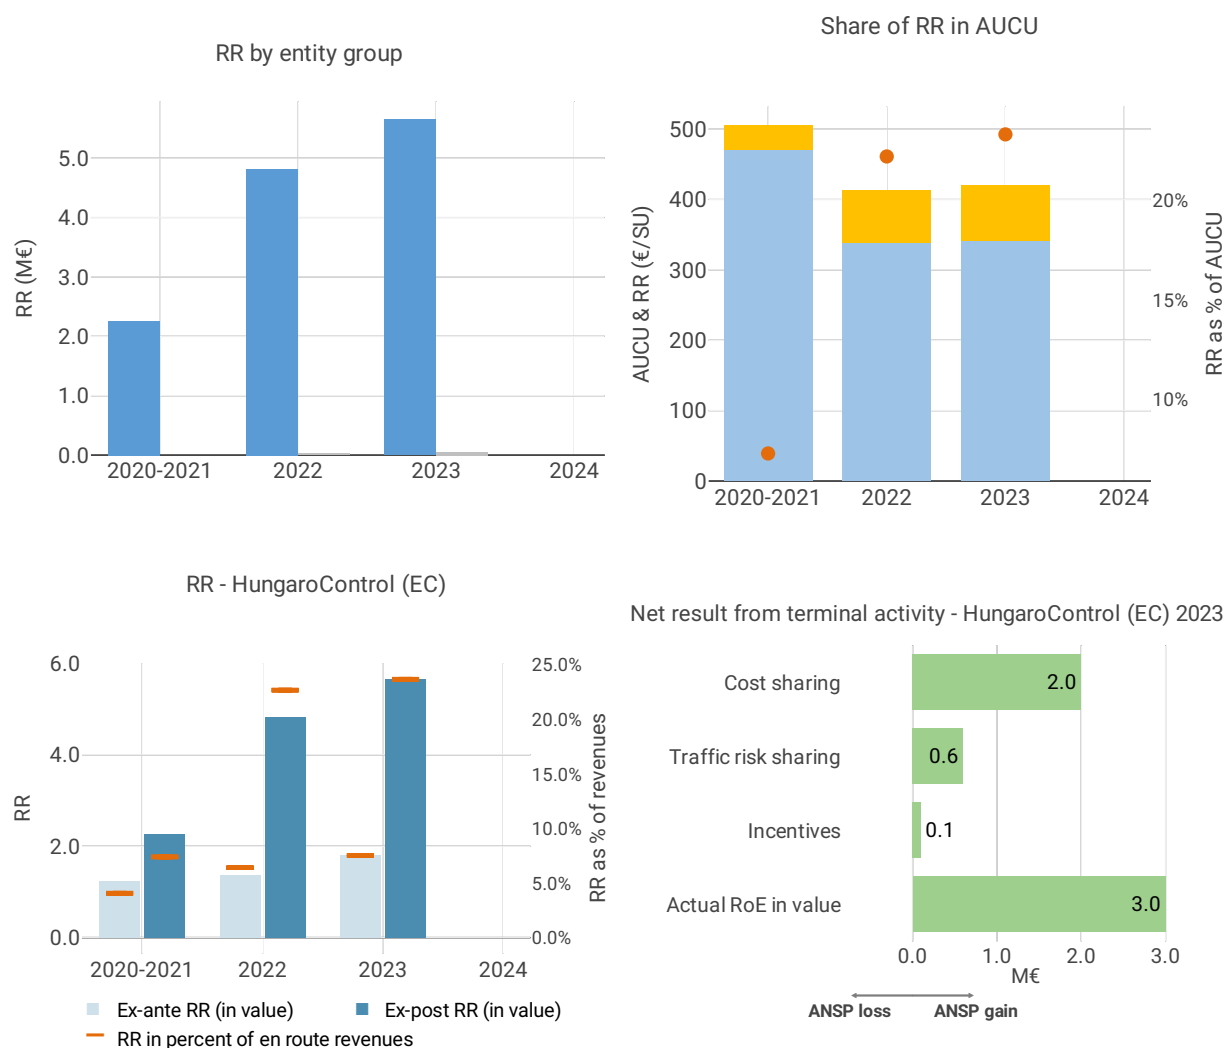 RR by entity group
RR (M€)
5.0
4.0
3.0
2.0
1.0
0.0
2020-2021 2022 2023 2024
Share of RR in AUCU
AUCU & RR (€/SU)
500
400
300
200
100
0
20%
15%
10%
RR as % of AUCU
2020-2021 2022 2023 2024
RR - HungaroControl (EC)
RR
6.0
4.0
2.0
0.0
25.0%
20.0%
15.0%
10.0%
5.0%
0.0%
RR as % of revenues
2020-2021 2022 2023 2024
Ex-ante RR (in value) Ex-post RR (in value)
RR in percent of en route revenues
Net result from terminal activity - HungaroControl (EC) 2023
Cost sharing 2.0
Traffic risk sharing 0.6
Incentives 0.1
Actual RoE in value 3.0
0.0 1.0 2.0 3.0
M€
ANSP loss ANSP gain